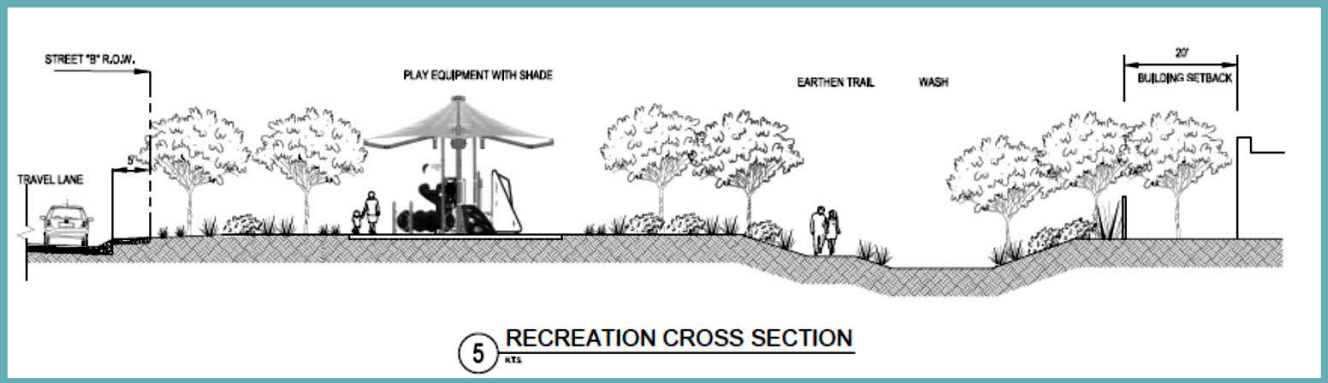 STREET "B" R.O.W.
PLAY EQUIPMENT WITH SHADE
EARTHEN TRAIL
WASH
20'
BUILDING SETBACK
5'
TRAVEL LANE
5 RECREATION CROSS SECTION
N.T.S.